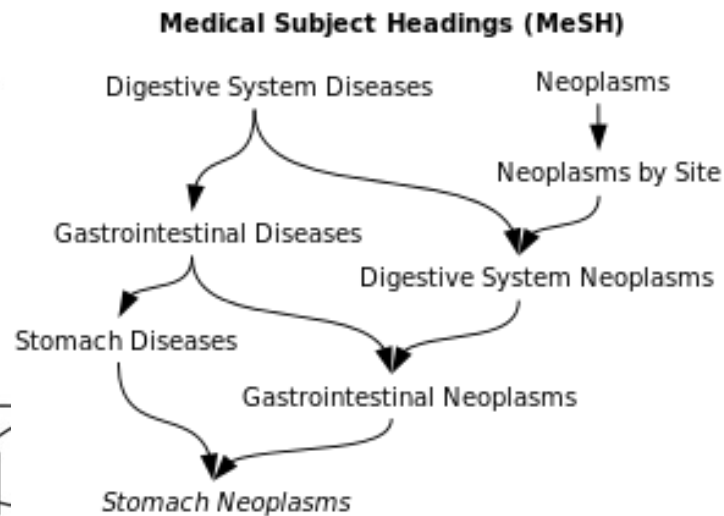 Medical Subject Headings (MeSH)
Digestive System Diseases
Neoplasms
Neoplasms by Site
Gastrointestinal Diseases
Digestive System Neoplasms
Stomach Diseases
Gastrointestinal Neoplasms
Stomach Neoplasms